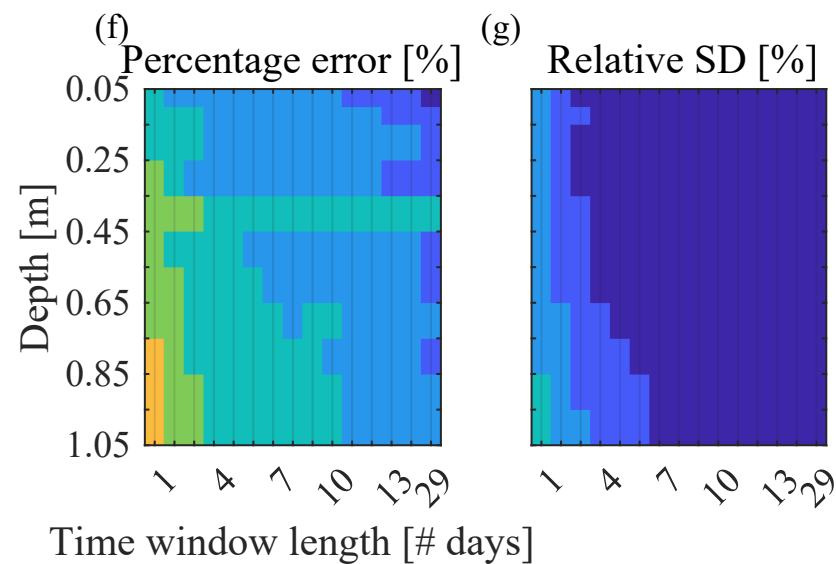 (f)
Percentage error [%]
(g)
Relative SD [%]
Depth [m]
0.05
0.25
0.45
0.65
0.85
1.05
1 4 7 10 13 29
1 4 7 10 13 29
Time window length [# days]